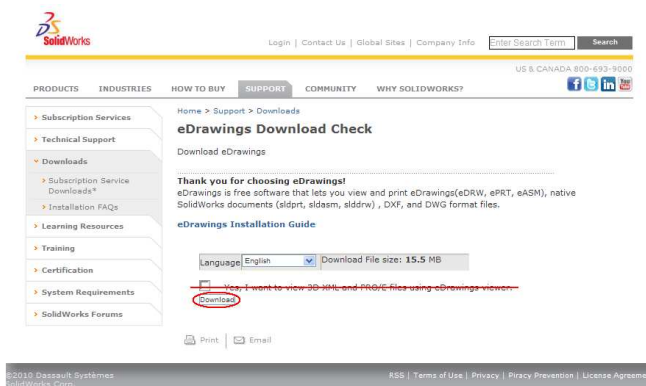 SolidWorks
Login | Contact Us | Global Sites | Company Info Enter Search Term Search
US & CANADA 800-693-9000
PRODUCTS INDUSTRIES HOW TO BUY SUPPORT COMMUNITY WHY SOLIDWORKS?
Subscription Services
Technical Support
Downloads
Subscription Service
Downloads*
Installation FAQs
Learning Resources
Training
Certification
System Requirements
SolidWorks Forums
Home > Support > Downloads
eDrawings Download Check
Download eDrawings
Thank you for choosing eDrawings!
eDrawings is free software that lets you view and print eDrawings(eDRW, ePRT, eASM), native
SolidWorks documents (sldprt, sldasm, slddrw) , DXF, and DWG format files.
eDrawings Installation Guide
Language English Download File size: 15.5 MB
Yes, I want to view 3D XML and PRO/E files using eDrawings viewer.
Download
Print | Email
©2010 Dassault Systèmes
SolidWorks Corp.
RSS | Terms of Use | Privacy | Piracy Prevention | License Agreeme